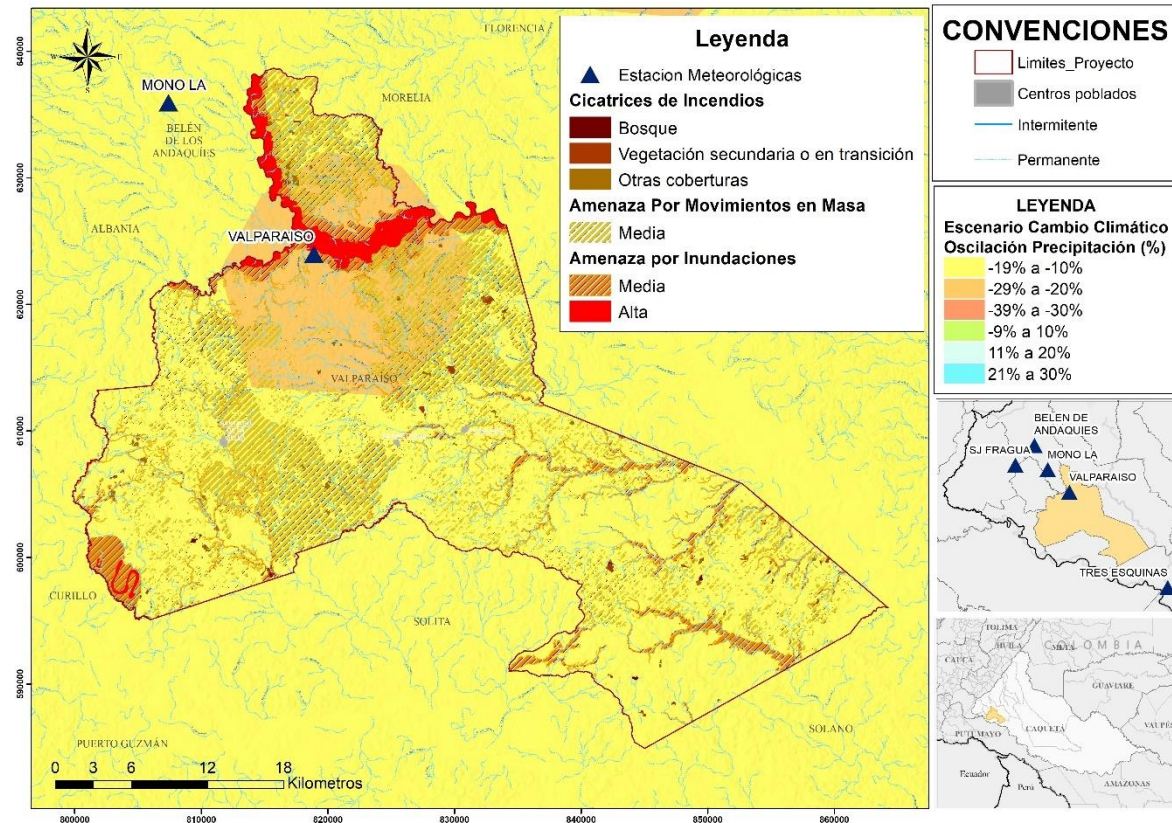 FLORENCIA
MONO LA
MORELIA
BELÉN
DE LOS
ANDAQUÍES
ALBANIA
VALPARAISO
VALPARAÍSO
CURILLO
SOLITA
SOLANO
PUERTO GUZMÁN
0 3 6 12 18
Kilometros
640000
630000
620000
610000
600000
590000
800000 810000 820000 830000 840000 850000 860000
Leyenda
Estacion Meteorológicas
Cicatrices de Incendios
Bosque
Vegetación secundaria o en transición
Otras coberturas
Amenaza Por Movimientos en Masa
Media
Amenaza por Inundaciones
Media
Alta
CONVENCIONES
Limites_Proyecto
Centros poblados
Intermitente
Permanente
LEYENDA
Escenario Cambio Climático
Oscilación Precipitación (%)
-19% a -10%
-29% a -20%
-39% a -30%
-9% a 10%
11% a 20%
21% a 30%
BELEN DE
ANDAQUIES
SJ FRAGUA
MONO LA
VALPARAISO
TRES ESQUINAS
TOLIMA
HUILA
META
COLOMBIA
CAUCA
GUAVIARE
CAQUETÁ
PUTUMAYO
AMAZONAS
Ecuador
Perú